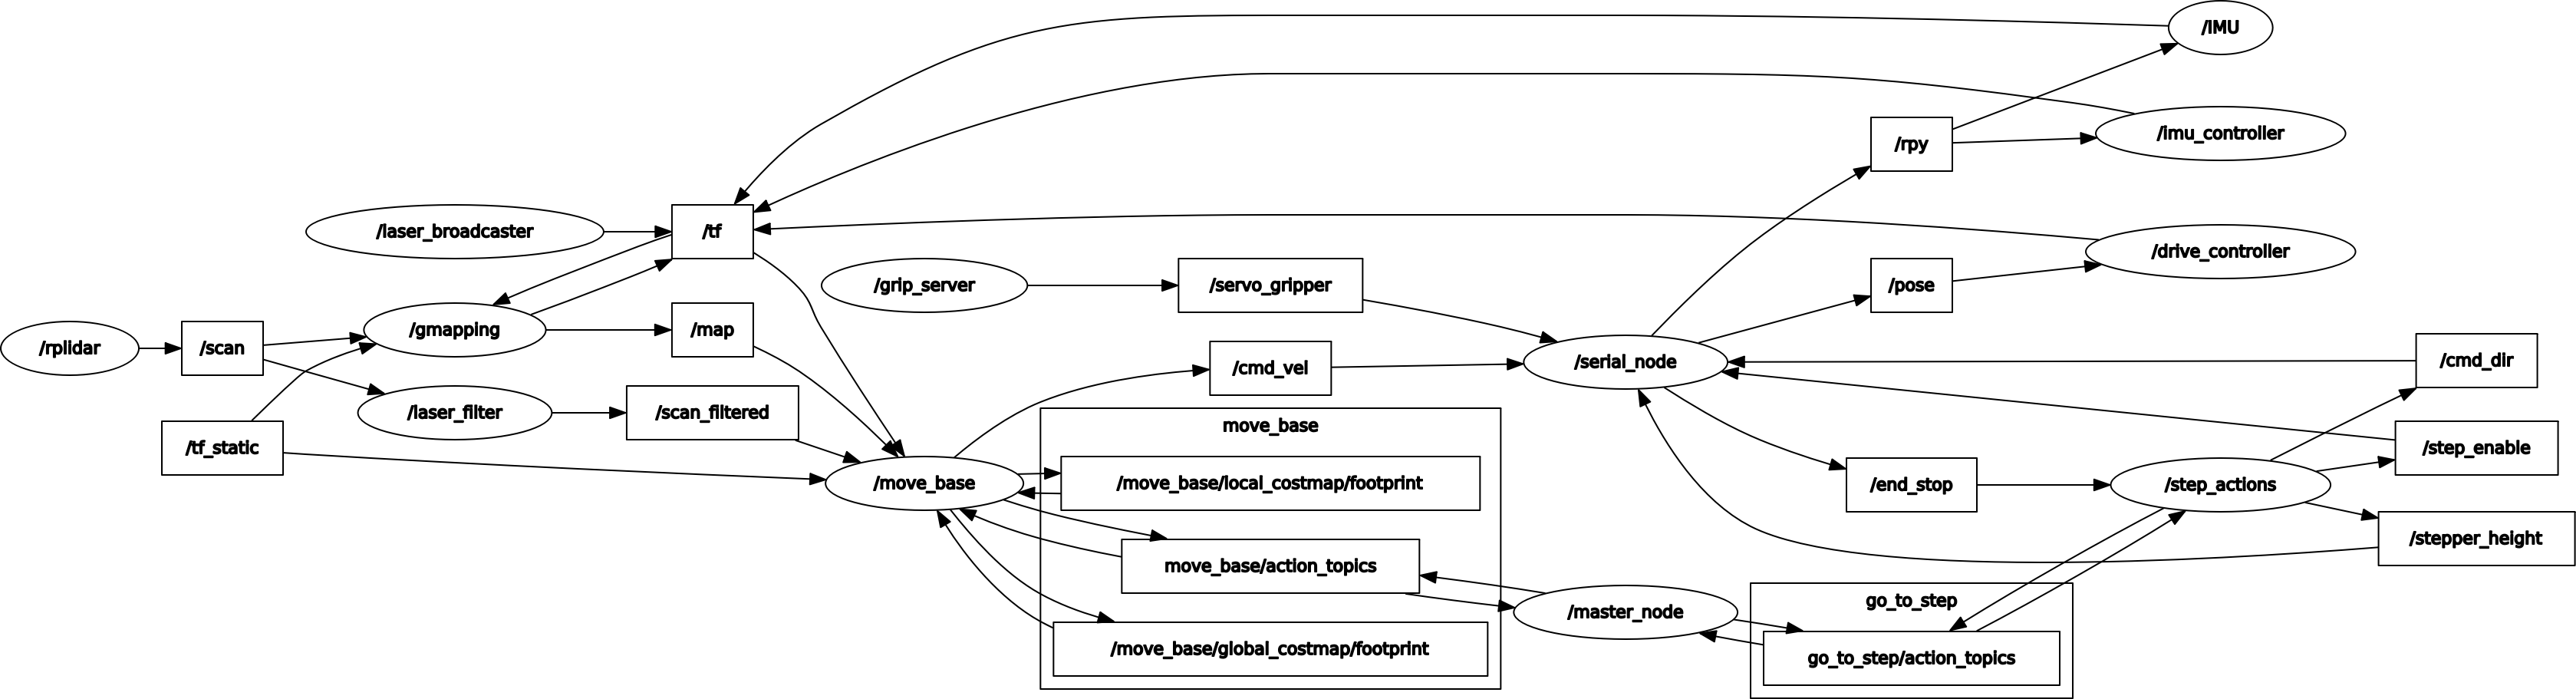 /IMU
/imu_controller
/rpy
/laser_broadcaster
/tf
/drive_controller
/grip_server
/servo_gripper
/pose
/rplidar
/scan
/gmapping
/map
/cmd_vel
/serial_node
/cmd_dir
/laser_filter
/scan_filtered
/tf_static
move_base
/step_enable
/move_base
/move_base/local_costmap/footprint
/end_stop
/step_actions
/stepper_height
move_base/action_topics
/master_node
go_to_step
/move_base/global_costmap/footprint
go_to_step/action_topics